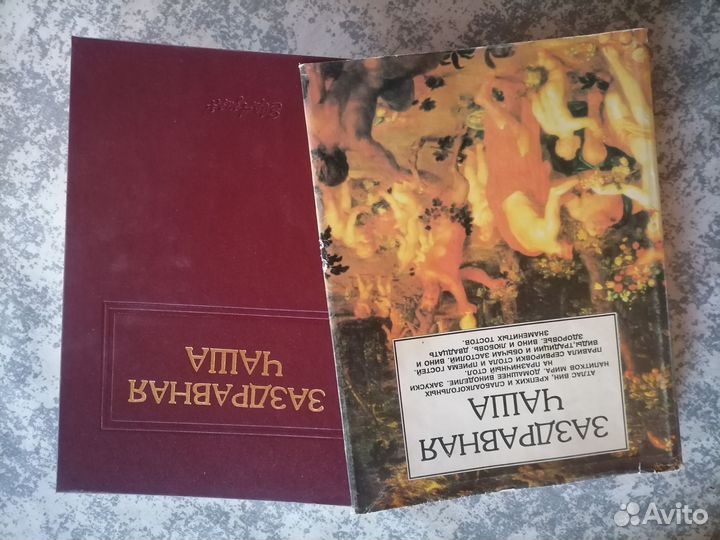 ЗАЗДРАВНАЯ
ЧАША
АТЛАС ВИН, КРЕПКИХ И СЛАБОАЛКОГОЛЬНЫХ
НАПИТКОВ МИРА. ДОМАШНЕЕ ВИНОДЕЛИЕ. ЗАКУСКИ
НА ПРАЗДНИЧНЫЙ СТОЛ.
ПРАВИЛА СЕРВИРОВКИ СТОЛА И ПРИЕМА ГОСТЕЙ.
ВИДЫ, ТРАДИЦИИ И ОБЫЧАИ ЗАСТОЛИЙ. ВИНО И
ЗДОРОВЬЕ. ВИНО И ЛЮБОВЬ. ДВАДЦАТЬ
ЗНАМЕНИТЫХ ТОСТОВ.
ЗАЗДРАВНАЯ
ЧАША
Avito